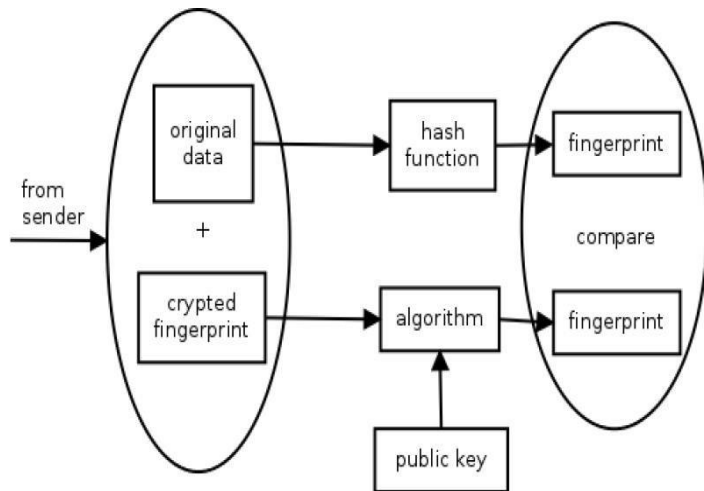 original
data
hash
function
fingerprint
from
sender
+
compare
crypted
fingerprint
algorithm
fingerprint
public key